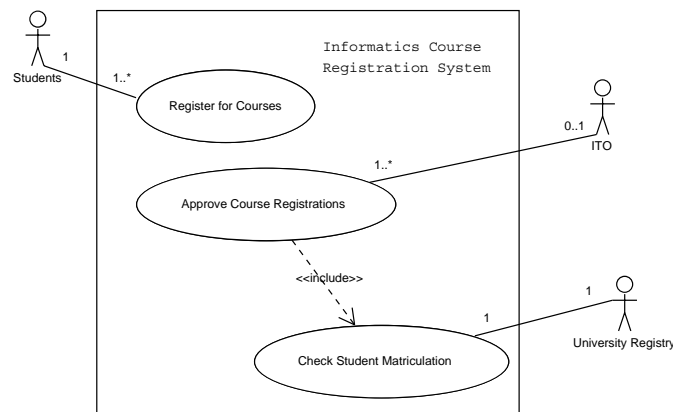 Informatics Course
Registration System
1
Students
1..*
Register for Courses
0..1
ITO
1..*
Approve Course Registrations
<<include>>
1
1
University Registry
Check Student Matriculation